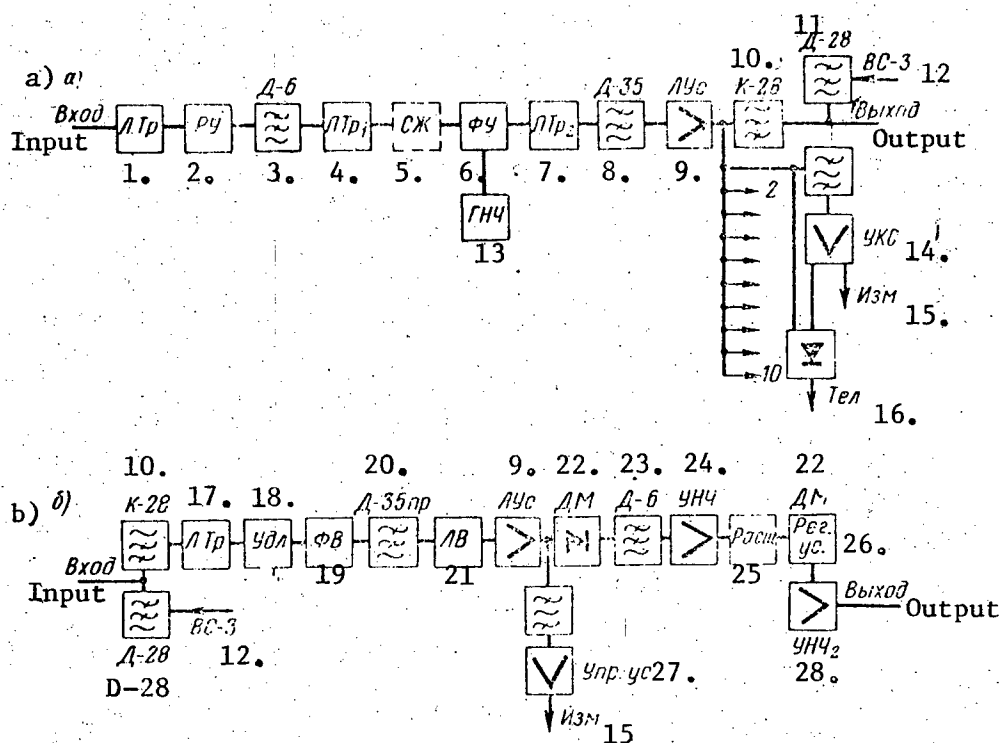 11
10. Д-28
a) а) Д-6 Д-35 ЛУс К-28 ВС-3 12
Вход Л.Тр РУ ЛТр₁ СЖ ФУ ЛТр₂ Выход
Input Output
1. 2. 3. 4. 5. 6. 7. 8. 9. 2
ГНЧ
13
УКС 14.
Изм 15.
10
Тел 16.
10. 20. 9. 22. 23. 24. 22
b) б) К-28 17. 18. Д-35пр ЛУс ДМ Д-6 УНЧ ДМ
Л Тр Удл ФВ ЛВ Расш Рег. ус. 26.
Вход 19 21 25
Input Выход Output
ВС-3
Д-28 12. УНЧ₂
D-28 Упр. ус 27. 28.
Изм 15